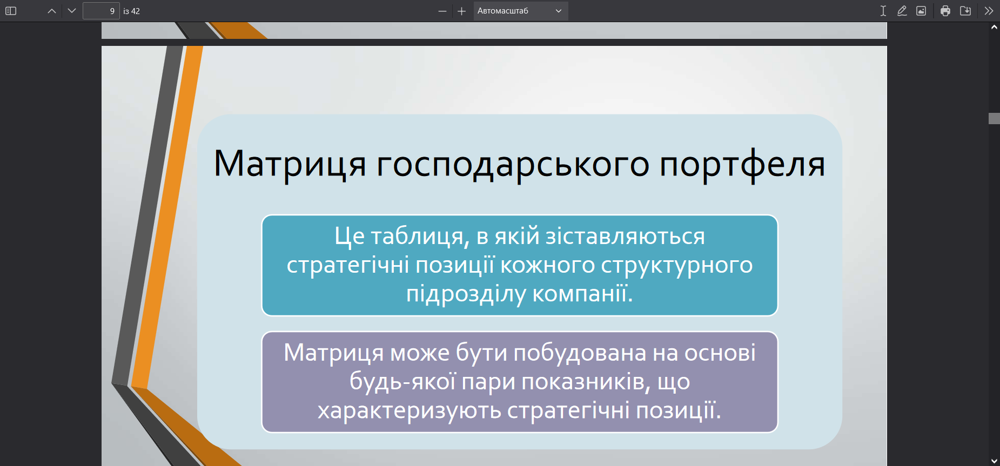 9 із 42 Автомасштаб
Матриця господарського портфеля
Це таблиця, в якій зіставляються
стратегічні позиції кожного структурного
підрозділу компанії.
Матриця може бути побудована на основі
будь-якої пари показників, що
характеризують стратегічні позиції.